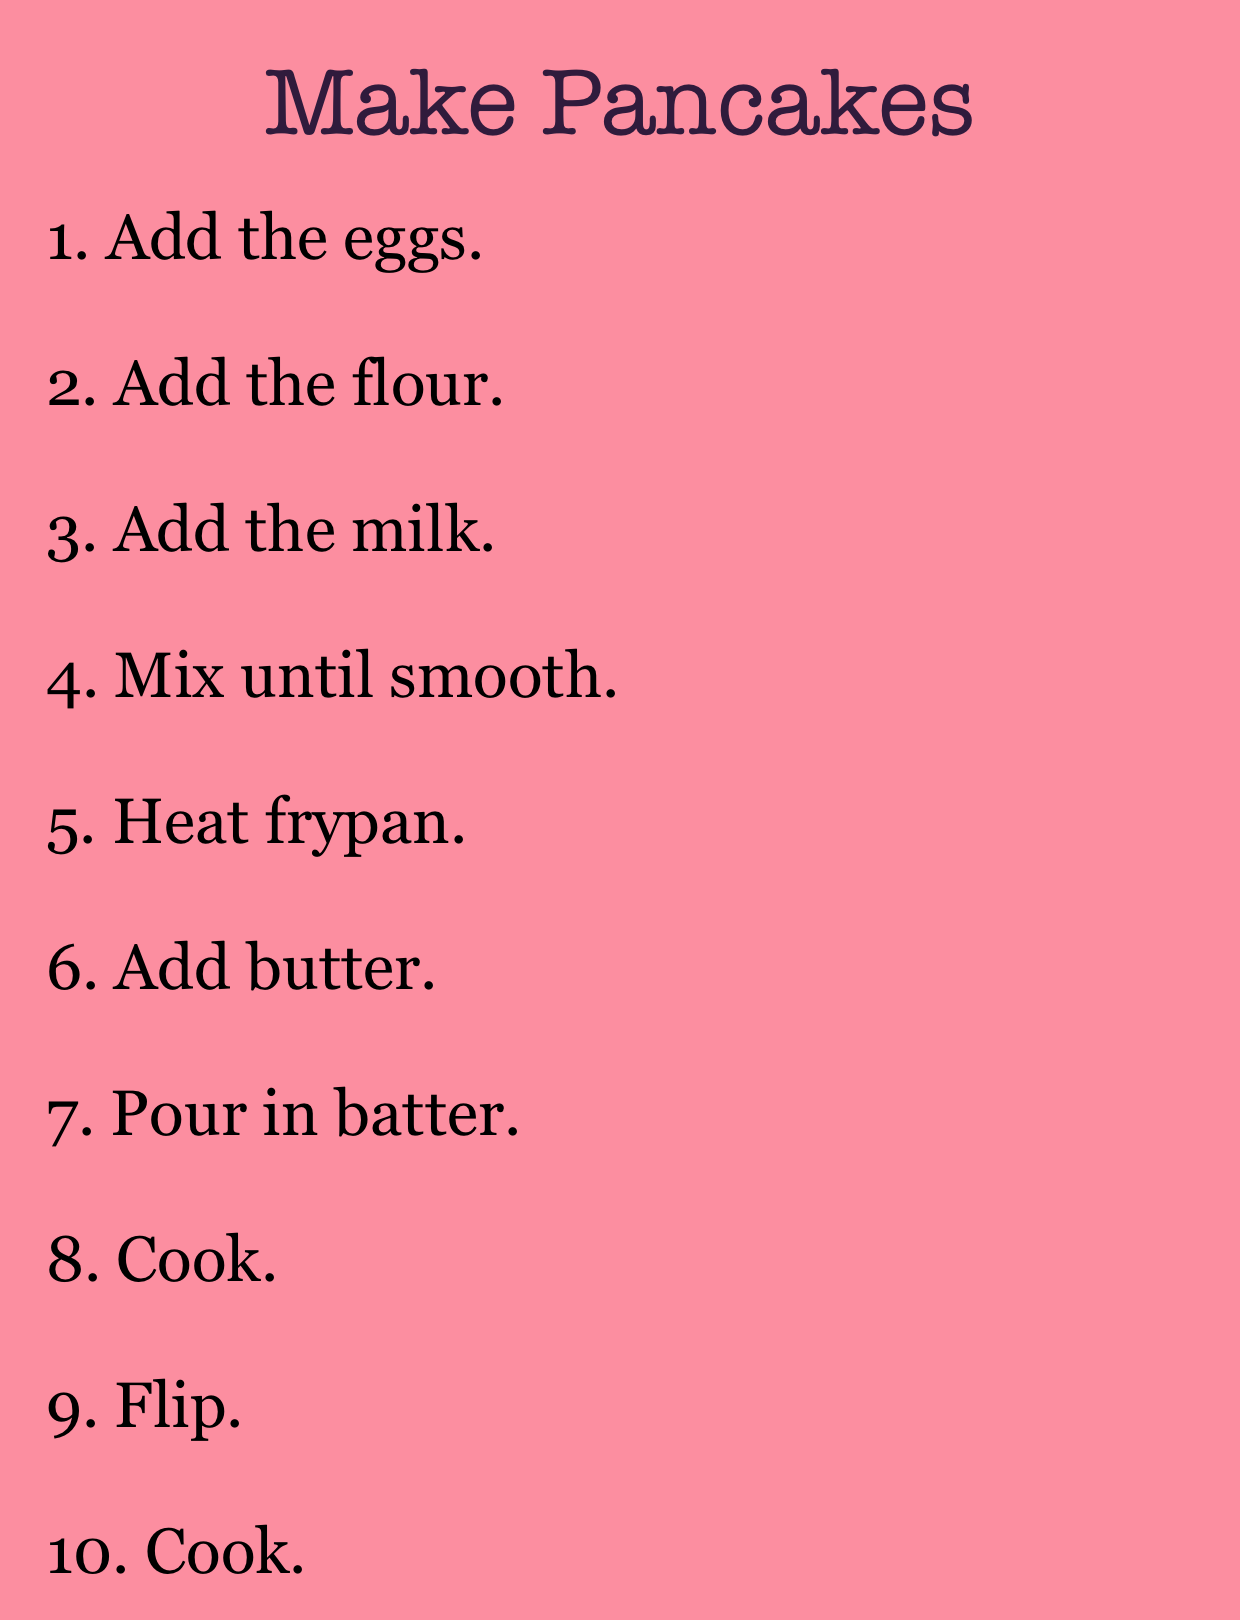 Make Pancakes
1. Add the eggs.
2. Add the flour.
3. Add the milk.
4. Mix until smooth.
5. Heat frypan.
6. Add butter.
7. Pour in batter.
8. Cook.
9. Flip.
10. Cook.